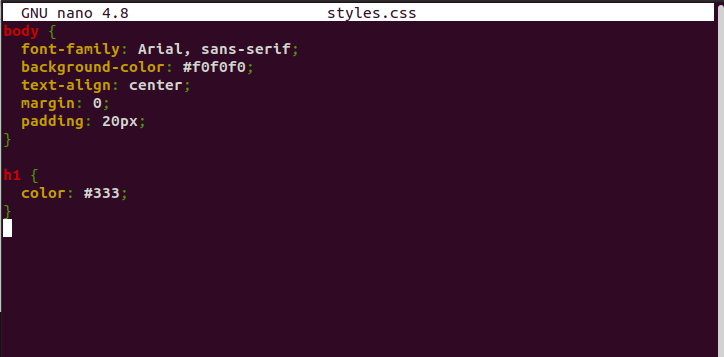 GNU nano 4.8 styles.css
body {
  font-family: Arial, sans-serif;
  background-color: #f0f0f0;
  text-align: center;
  margin: 0;
  padding: 20px;
}

h1 {
  color: #333;
}